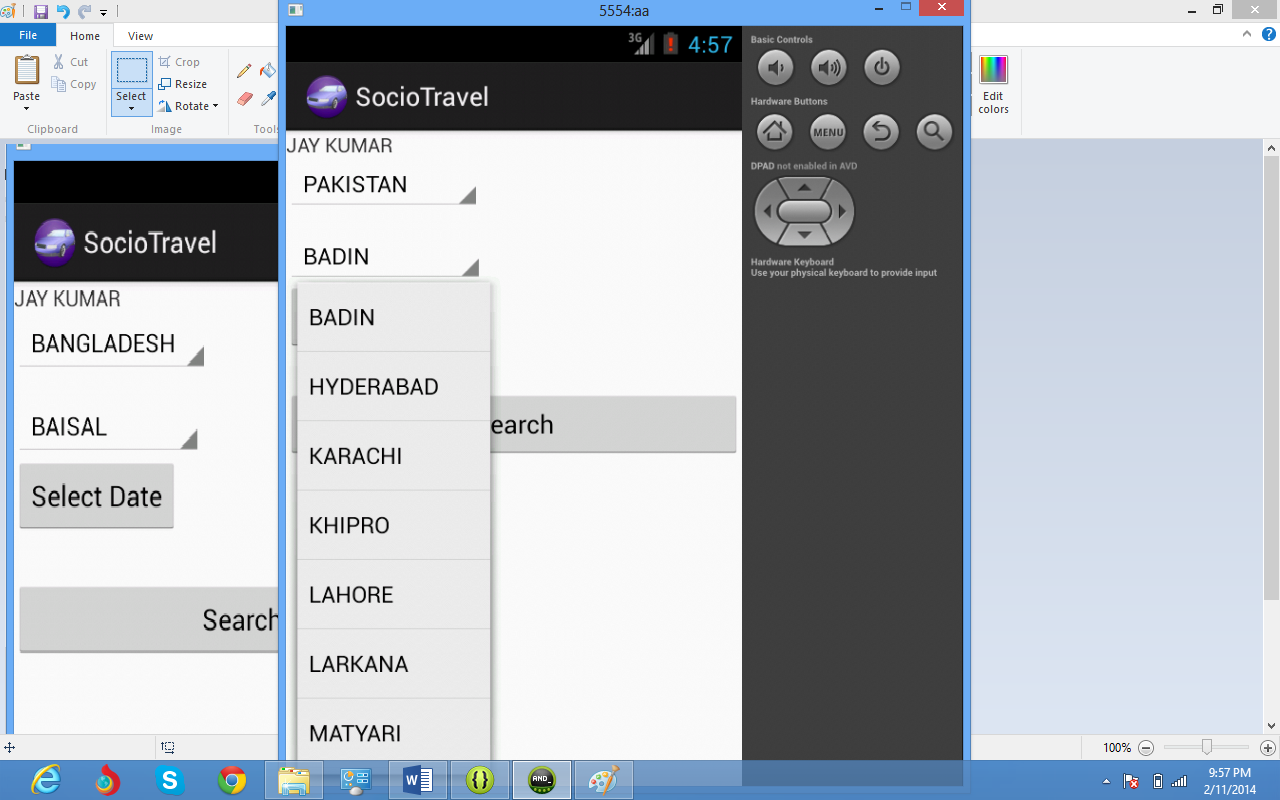 5554:aa
File
Home
View
Paste
Cut
Copy
Clipboard
Select
Crop
Resize
Rotate
Image
Tools
Edit
colors
JAY KUMAR
SocioTravel
BANGLADESH
BAISAL
Select Date
Search
3G
4:57
SocioTravel
JAY KUMAR
PAKISTAN
BADIN
BADIN
HYDERABAD
KARACHI
KHIPRO
LAHORE
LARKANA
MATYARI
earch
Basic Controls
Hardware Buttons
MENU
DPAD not enabled in AVD
Hardware Keyboard
Use your physical keyboard to provide input
100%
AND_
9:57 PM
2/11/2014